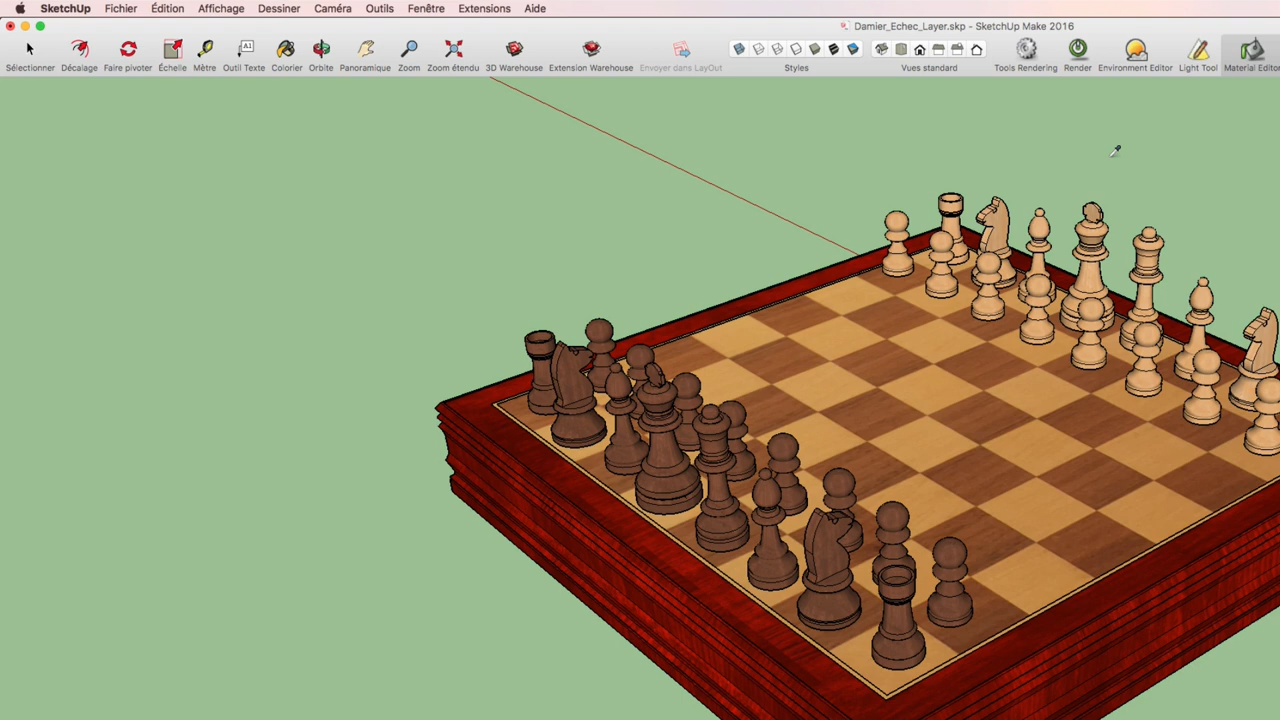 SketchUp Fichier Édition Affichage Dessiner Caméra Outils Fenêtre Extensions Aide
Damier_Echec_Layer.skp - SketchUp Make 2016
A1
Sélectionner Décalage Faire pivoter Échelle Mètre Outil Texte Colorier Orbite Panoramique Zoom Zoom étendu 3D Warehouse Extension Warehouse Envoyer dans LayOut Styles Vues standard Tools Rendering Render Environment Editor Light Tool Material Editor